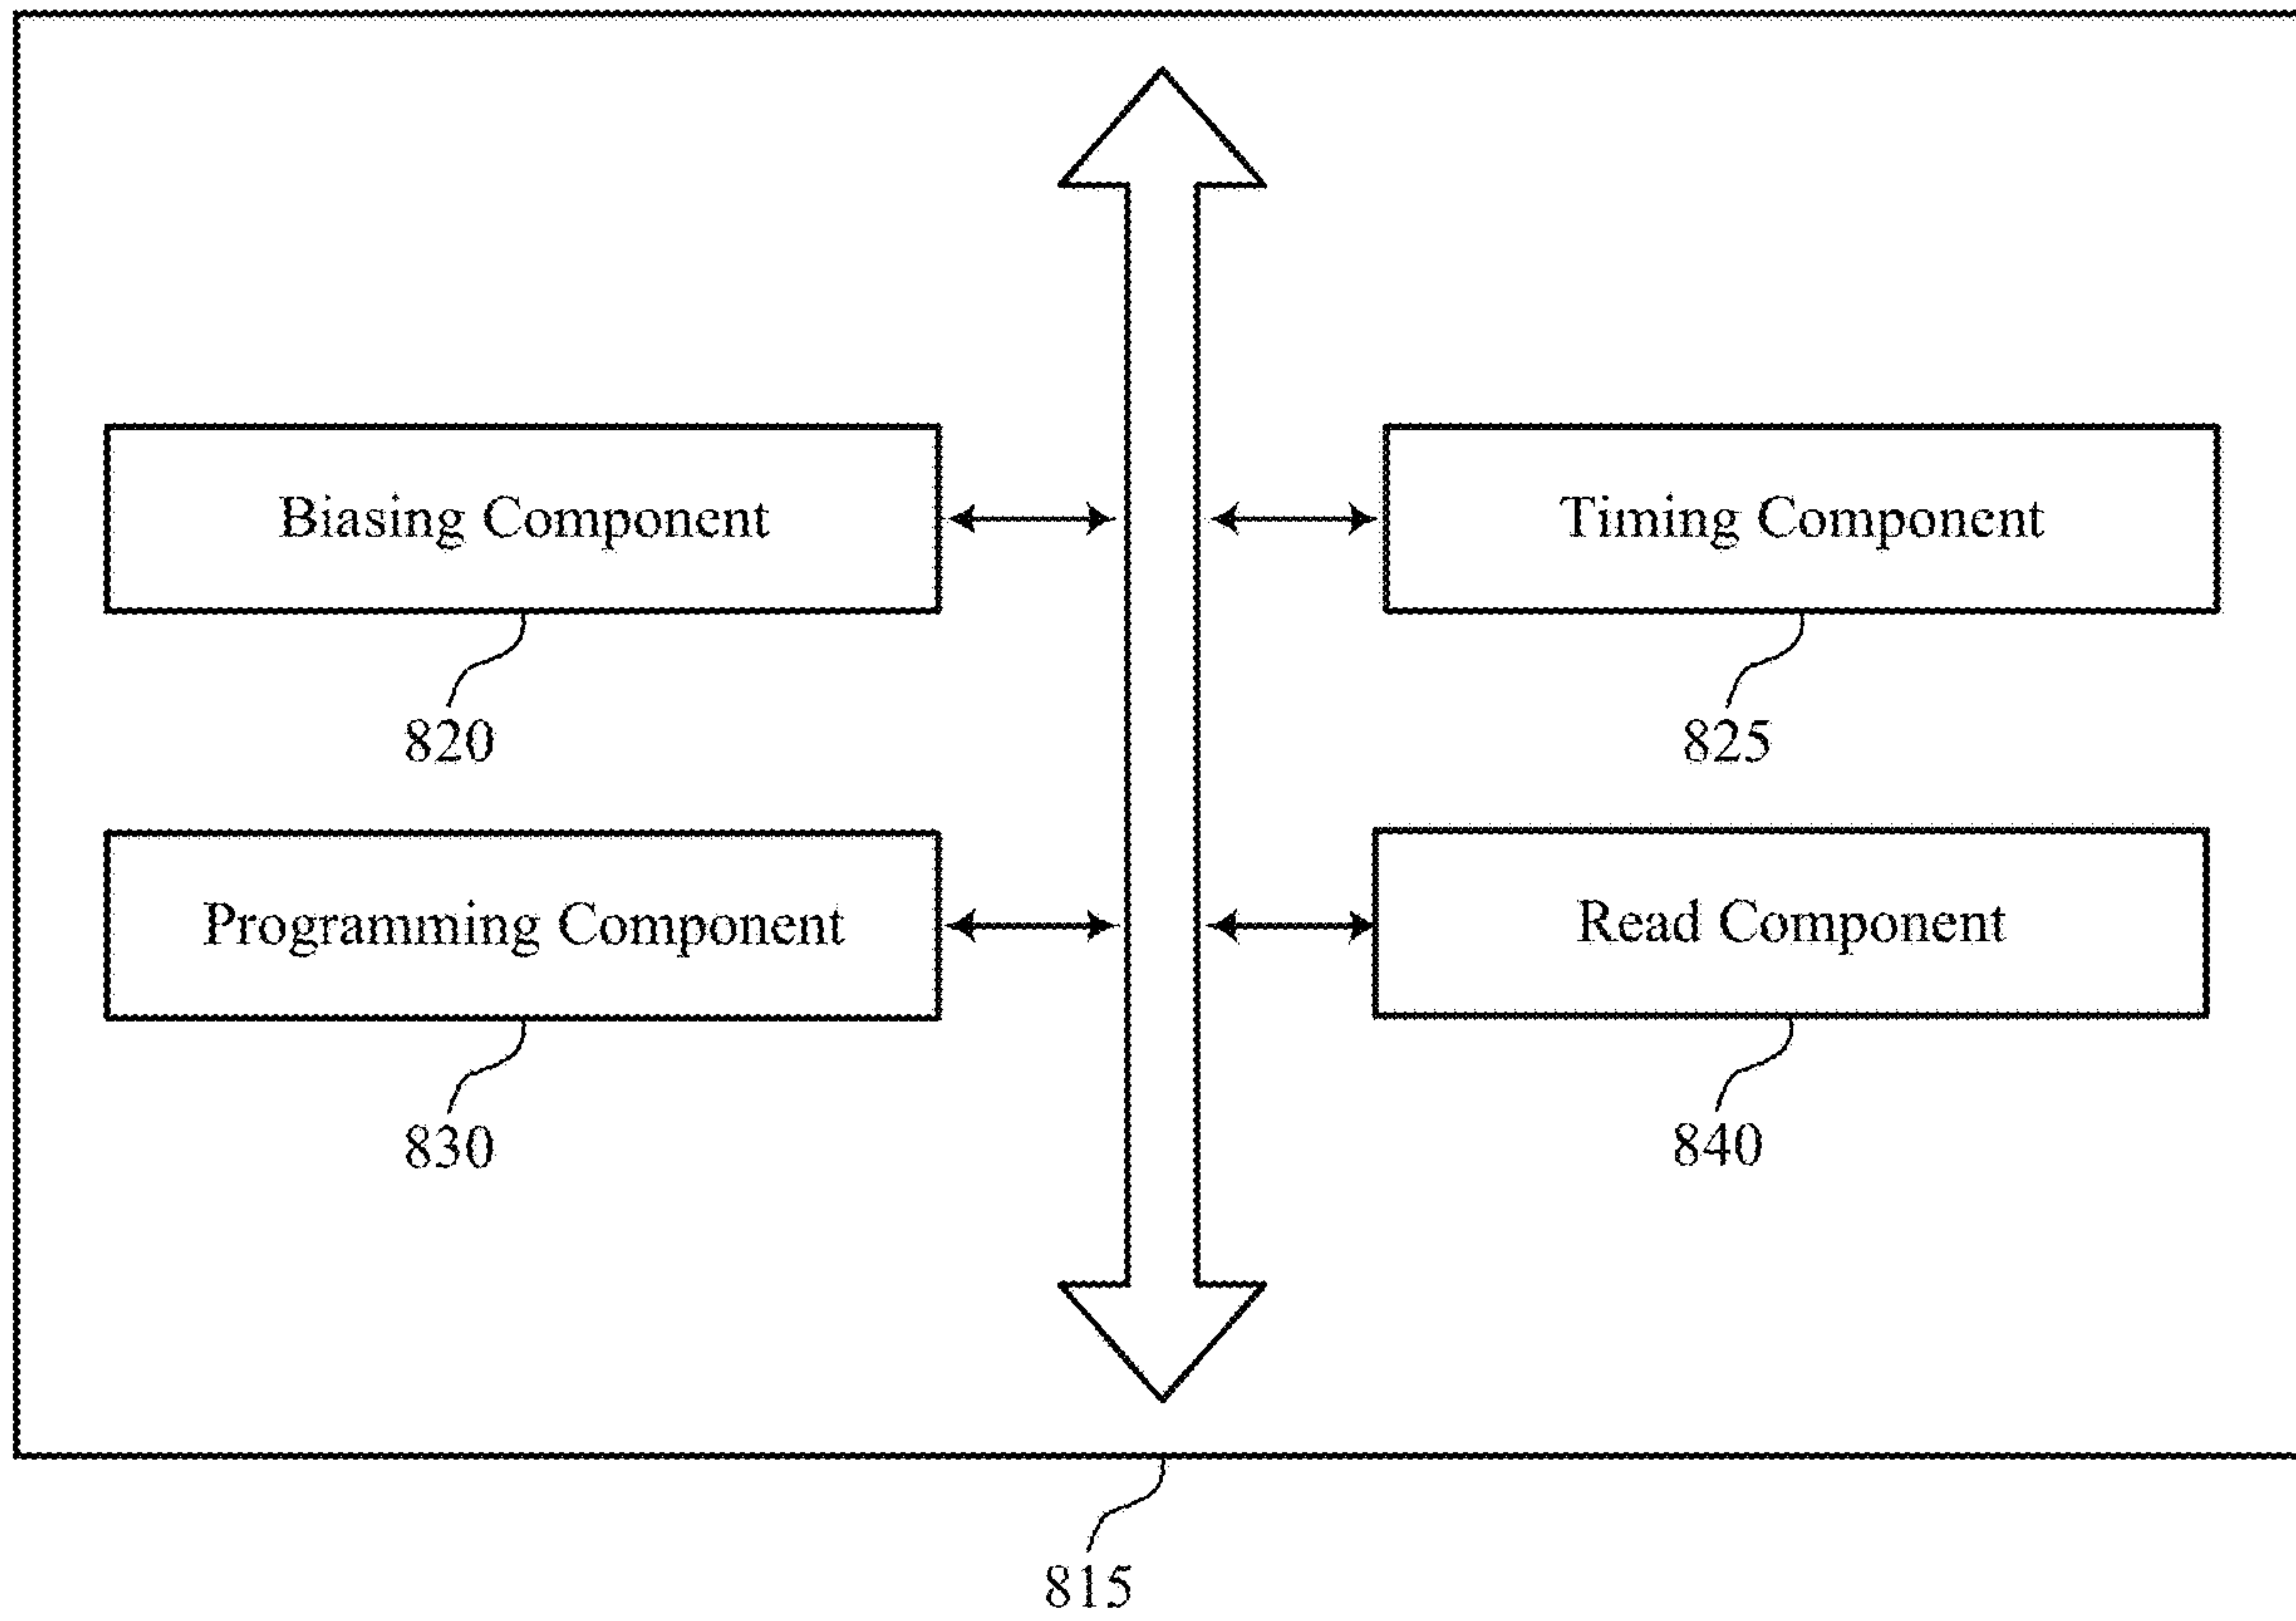 Biasing Component
Timing Component
820
825
Programming Component
Read Component
830
840
815